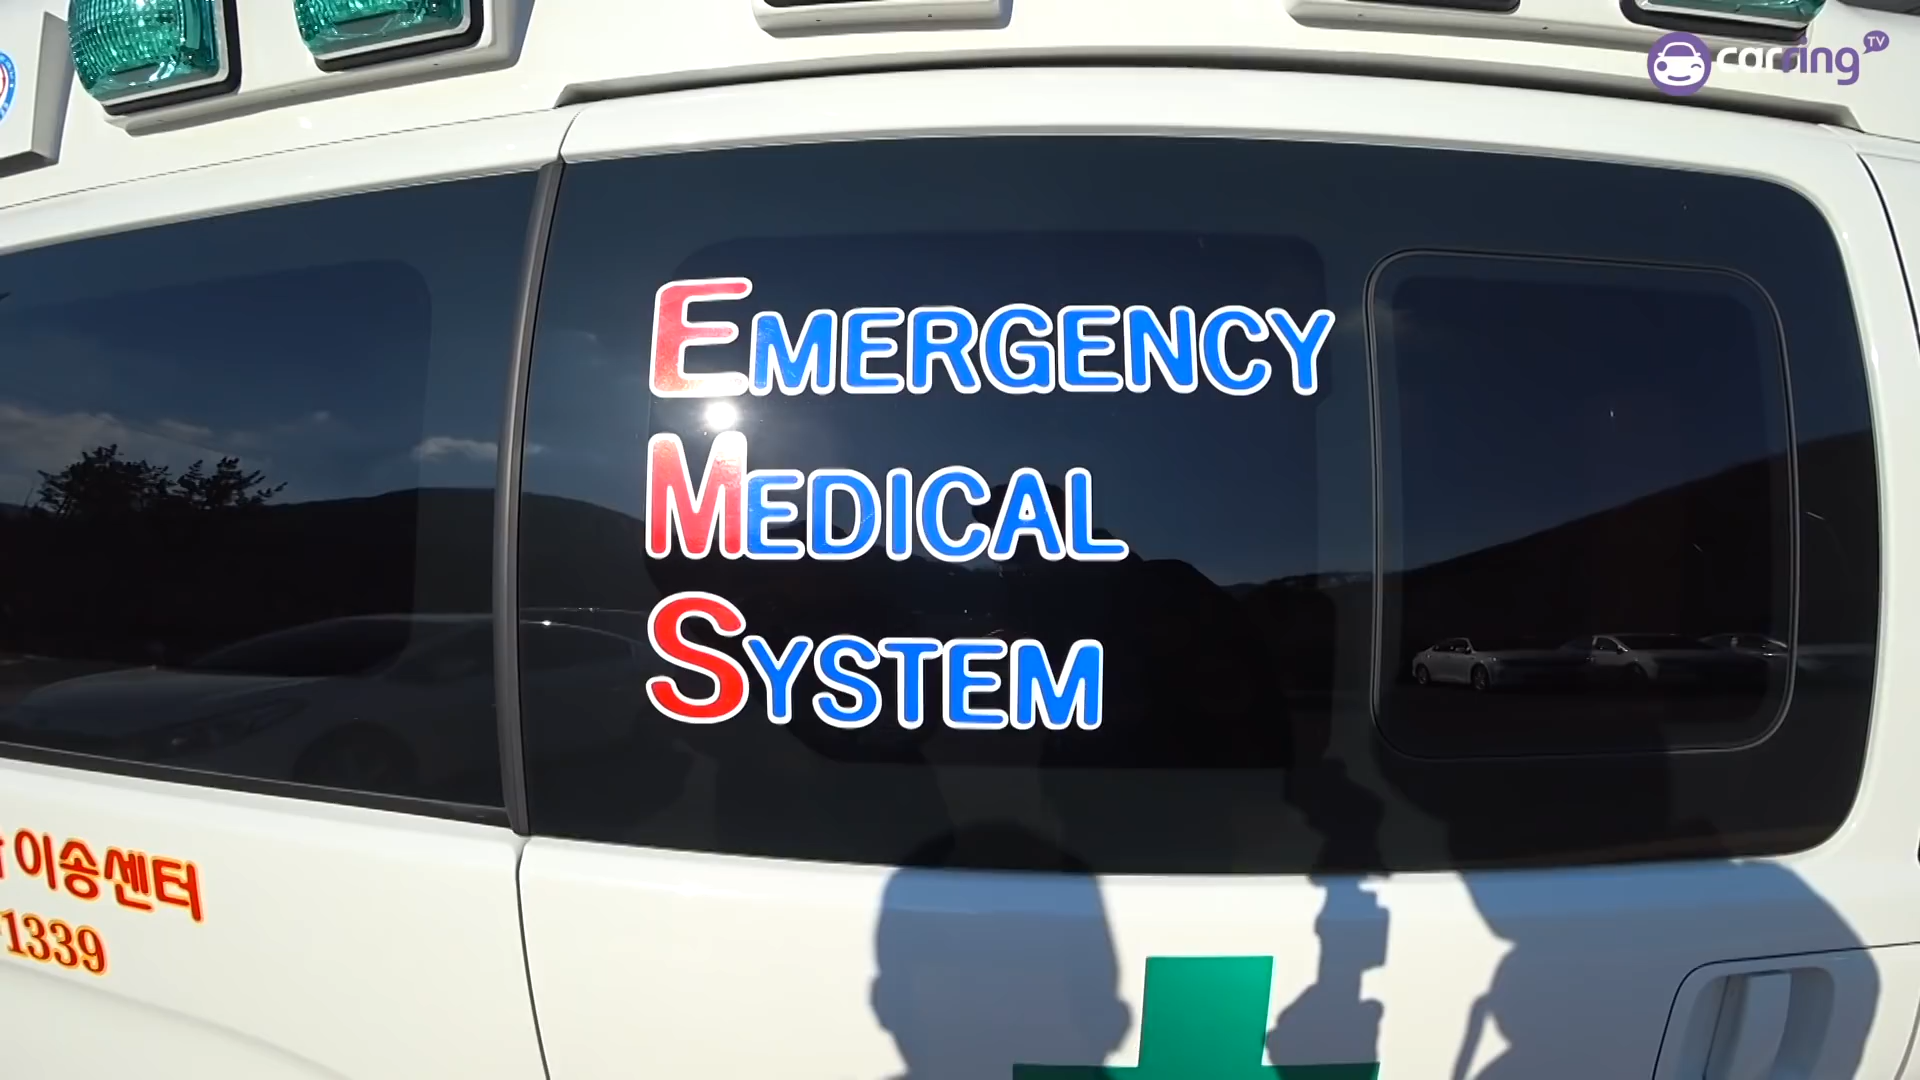 carring TV
EMERGENCY
MEDICAL
SYSTEM
이송센터
1339